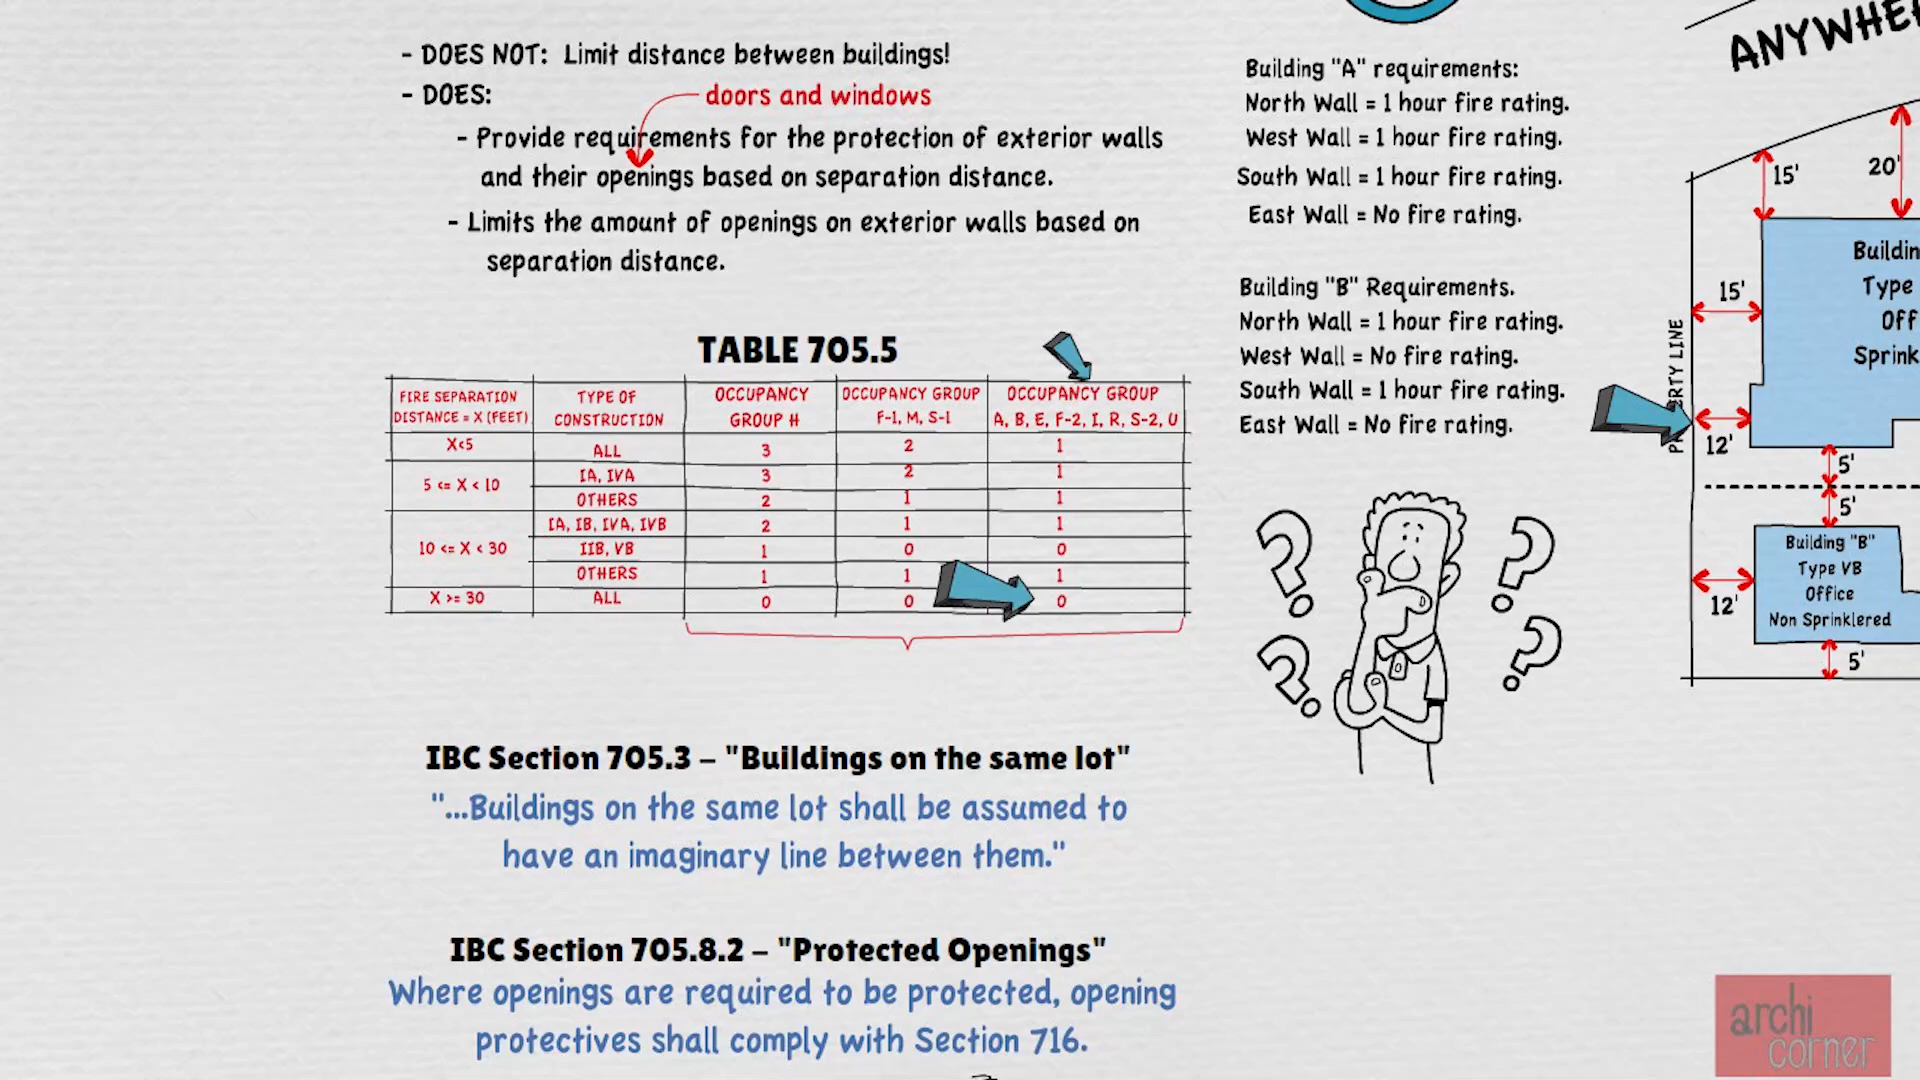 - DOES NOT: Limit distance between buildings!
- DOES:
doors and windows
- Provide requirements for the protection of exterior walls
and their openings based on separation distance.
- Limits the amount of openings on exterior walls based on
separation distance.
TABLE 705.5
FIRE SEPARATION DISTANCE = X (FEET) TYPE OF CONSTRUCTION OCCUPANCY GROUP H OCCUPANCY GROUP F-1, M, S-1 OCCUPANCY GROUP A, B, E, F-2, I, R, S-2, U
X<5 ALL 3 2 1
5 <= X < 10 IA, IVA 3 2 1
OTHERS 2 1 1
10 <= X < 30 IA, IB, IVA, IVB 2 1 1
IIB, VB 1 0 0
OTHERS 1 1 1
X >= 30 ALL 0 0 0
IBC Section 705.3 – "Buildings on the same lot"
"...Buildings on the same lot shall be assumed to
have an imaginary line between them."
IBC Section 705.8.2 – "Protected Openings"
Where openings are required to be protected, opening
protectives shall comply with Section 716.
Building "A" requirements:
North Wall = 1 hour fire rating.
West Wall = 1 hour fire rating.
South Wall = 1 hour fire rating.
East Wall = No fire rating.
Building "B" Requirements.
North Wall = 1 hour fire rating.
West Wall = No fire rating.
South Wall = 1 hour fire rating.
East Wall = No fire rating.
? ?
? ?
ANYWHE
15'
20'
15'
Buildin
Type
Off
Sprink
LINE
12'
5'
5'
Building "B"
Type VB
Office
Non Sprinklered
12'
5'
archi
corner